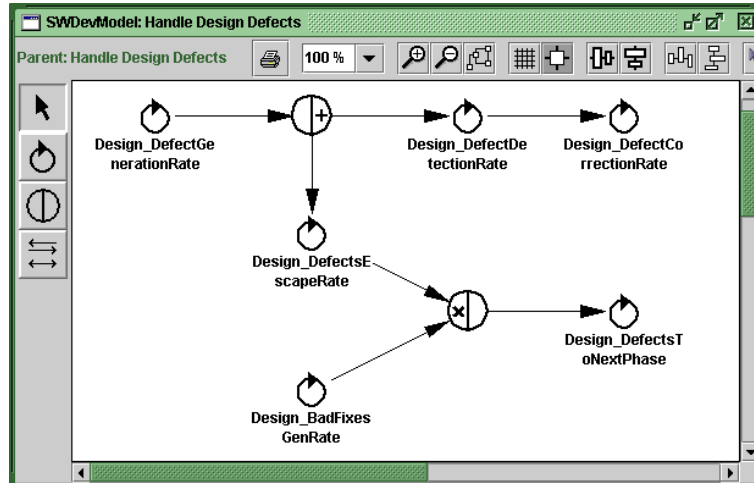 SWDevModel: Handle Design Defects
Parent: Handle Design Defects
100 %
Design_DefectGe
nerationRate
Design_DefectDe
tectionRate
Design_DefectCo
rrectionRate
Design_DefectsE
scapeRate
Design_DefectsT
oNextPhase
Design_BadFixes
GenRate